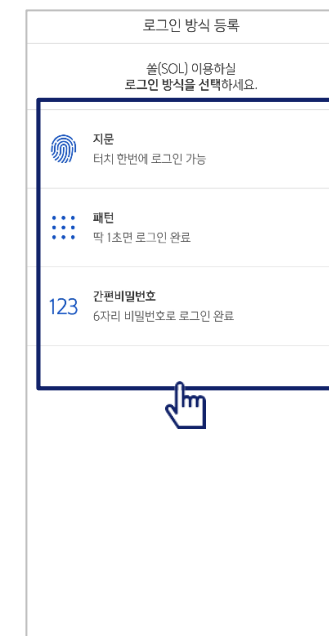 로그인 방식 등록
쏠(SOL) 이용하실
로그인 방식을 선택하세요.
지문
터치 한번에 로그인 가능
패턴
딱 1초면 로그인 완료
123
간편비밀번호
6자리 비밀번호로 로그인 완료